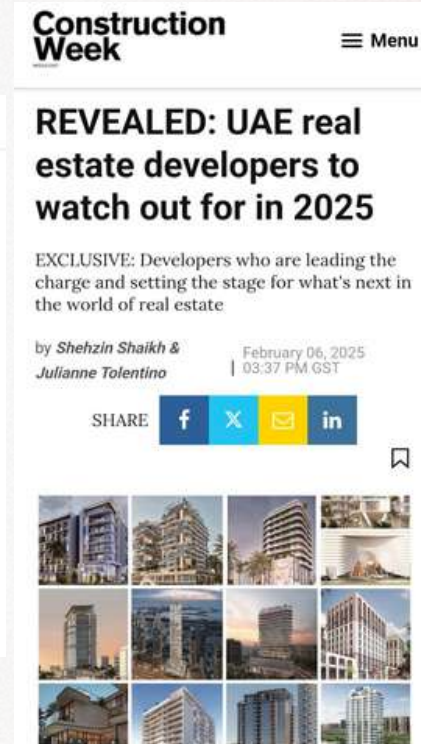 Construction
Week
Menu
REVEALED: UAE real
estate developers to
watch out for in 2025
EXCLUSIVE: Developers who are leading the
charge and setting the stage for what's next in
the world of real estate
by Shehzin Shaikh &
Julianne Tolentino
February 06, 2025
| 03:37 PM GST
SHARE